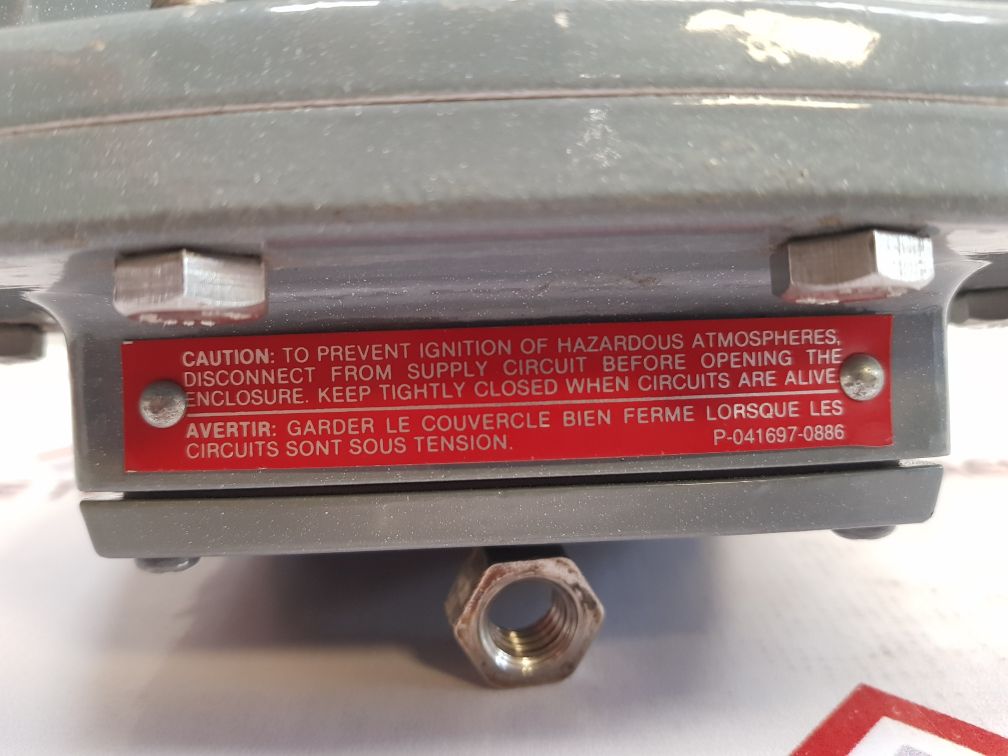 CAUTION: TO PREVENT IGNITION OF HAZARDOUS ATMOSPHERES,
DISCONNECT FROM SUPPLY CIRCUIT BEFORE OPENING THE
ENCLOSURE. KEEP TIGHTLY CLOSED WHEN CIRCUITS ARE ALIVE.
AVERTIR: GARDER LE COUVERCLE BIEN FERME LORSQUE LES
CIRCUITS SONT SOUS TENSION.
P-041697-0886